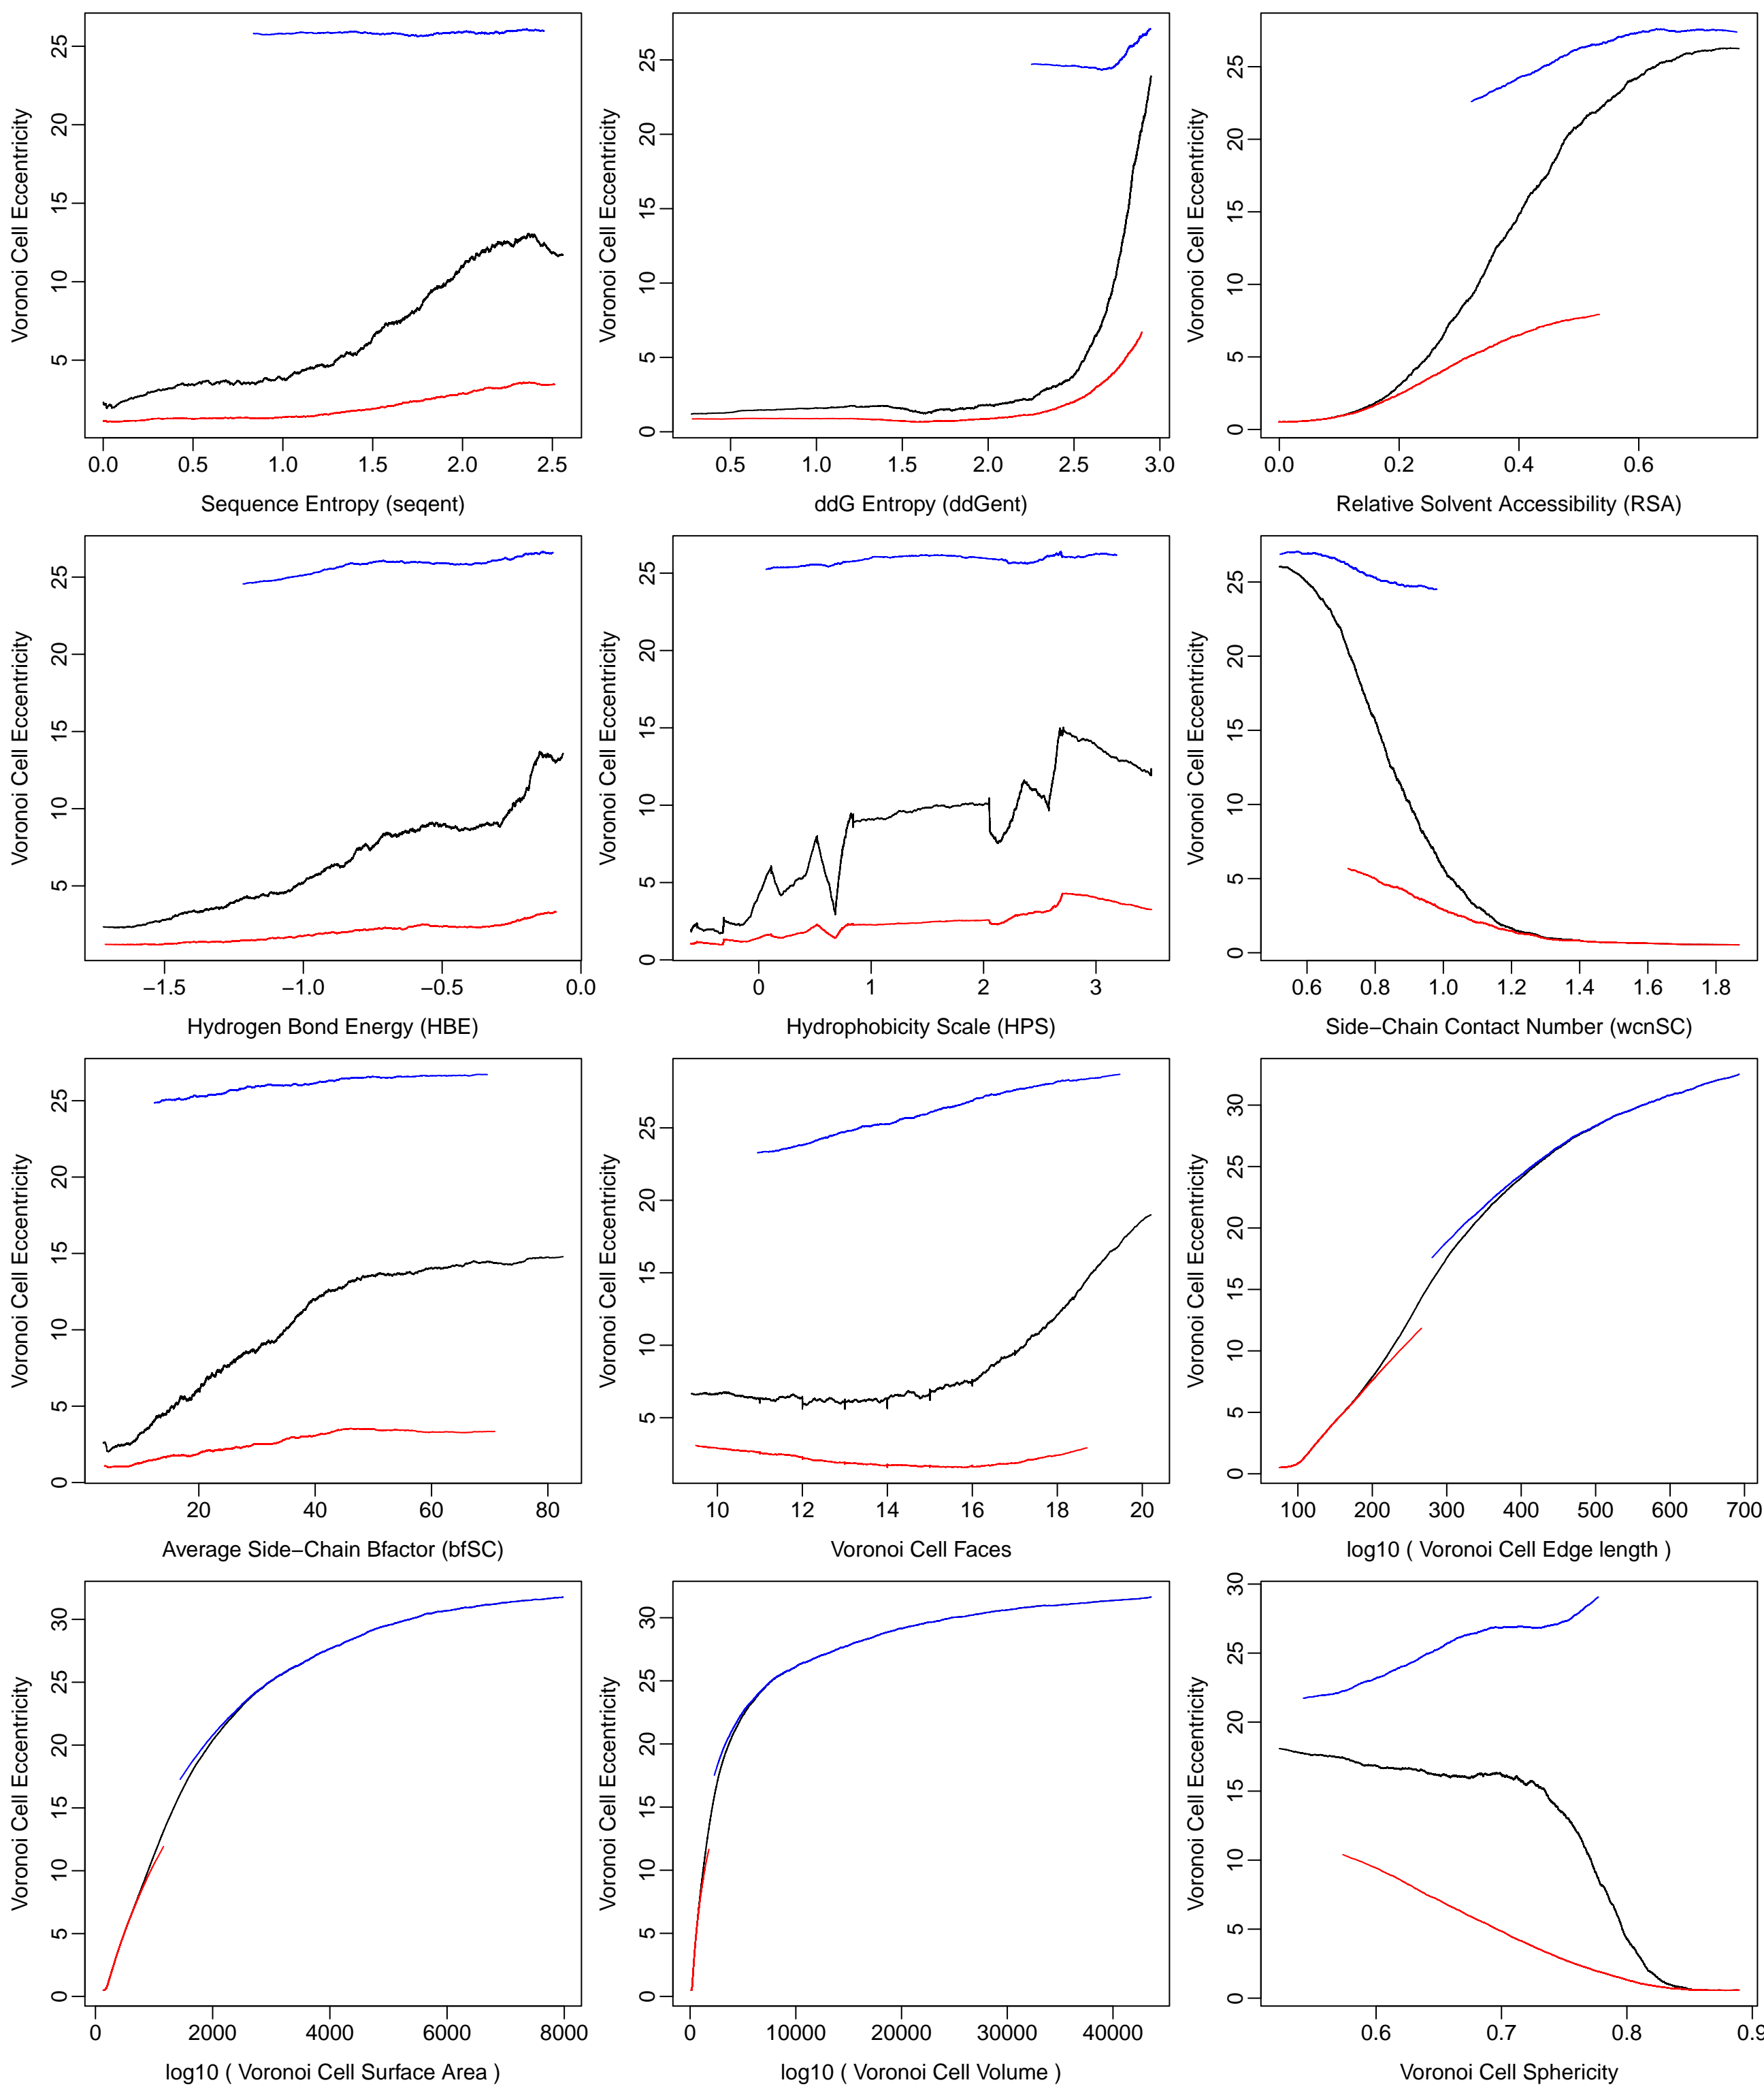 Voronoi Cell Eccentricity
5 10 15 20 25
0.0 0.5 1.0 1.5 2.0 2.5
Sequence Entropy (seqent)
Voronoi Cell Eccentricity
0 5 10 15 20 25
0.5 1.0 1.5 2.0 2.5 3.0
ddG Entropy (ddGent)
Voronoi Cell Eccentricity
0 5 10 15 20 25
0.0 0.2 0.4 0.6
Relative Solvent Accessibility (RSA)
Voronoi Cell Eccentricity
5 10 15 20 25
−1.5 −1.0 −0.5 0.0
Hydrogen Bond Energy (HBE)
Voronoi Cell Eccentricity
0 5 10 15 20 25
0 1 2 3
Hydrophobicity Scale (HPS)
Voronoi Cell Eccentricity
0 5 10 15 20 25
0.6 0.8 1.0 1.2 1.4 1.6 1.8
Side−Chain Contact Number (wcnSC)
Voronoi Cell Eccentricity
0 5 10 15 20 25
20 40 60 80
Average Side−Chain Bfactor (bfSC)
Voronoi Cell Eccentricity
5 10 15 20 25
10 12 14 16 18 20
Voronoi Cell Faces
Voronoi Cell Eccentricity
0 5 10 15 20 25 30
100 200 300 400 500 600 700
log10 ( Voronoi Cell Edge length )
Voronoi Cell Eccentricity
0 5 10 15 20 25 30
0 2000 4000 6000 8000
log10 ( Voronoi Cell Surface Area )
Voronoi Cell Eccentricity
0 5 10 15 20 25 30
0 10000 20000 30000 40000
log10 ( Voronoi Cell Volume )
Voronoi Cell Eccentricity
0 5 10 15 20 25 30
0.6 0.7 0.8 0.9
Voronoi Cell Sphericity